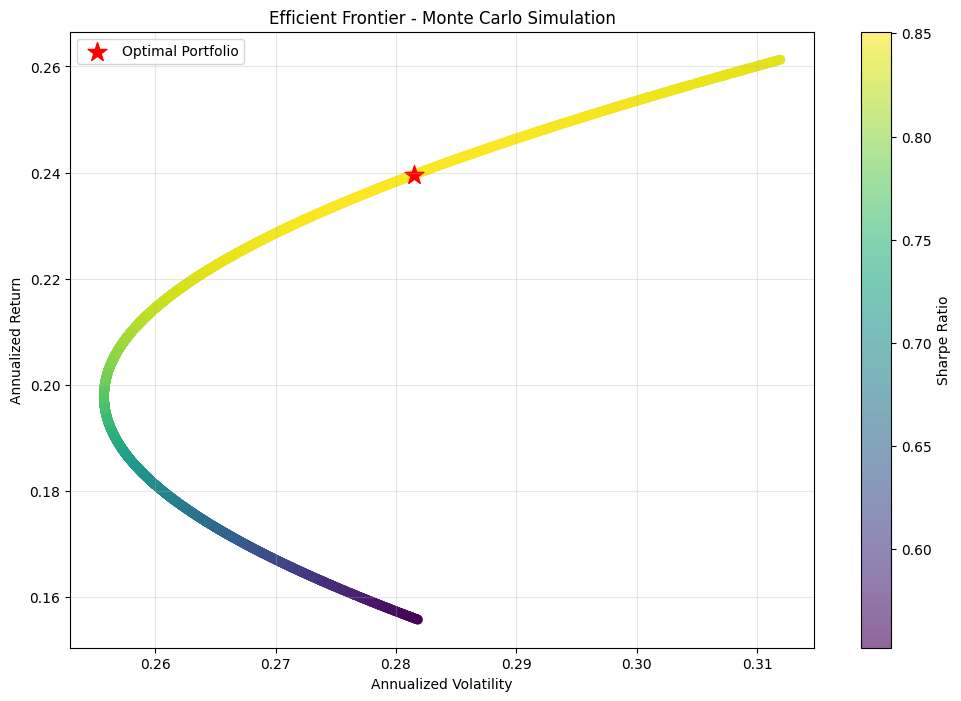 Efficient Frontier - Monte Carlo Simulation
Optimal Portfolio
Annualized Return
0.26
0.24
0.22
0.20
0.18
0.16
0.26 0.27 0.28 0.29 0.30 0.31
Annualized Volatility
0.85
0.80
0.75
0.70
0.65
0.60
Sharpe Ratio